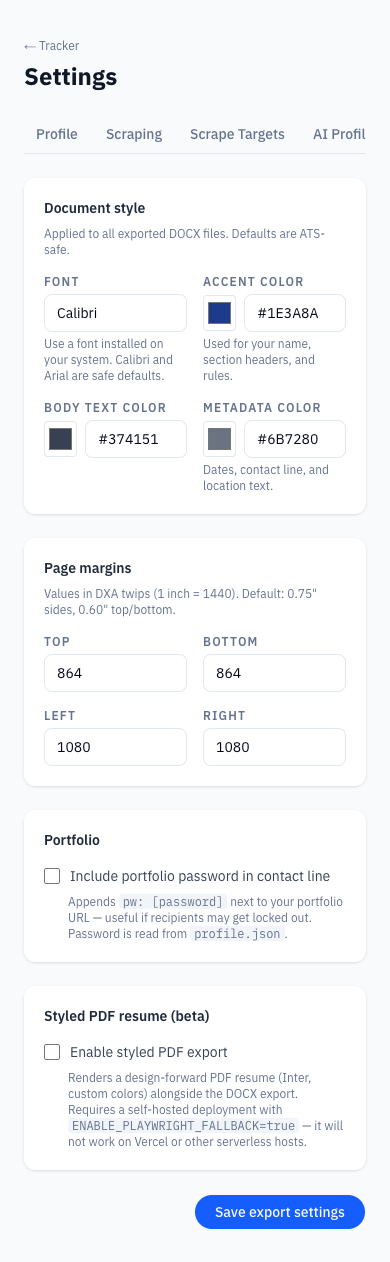 ← Tracker
Settings
Profile Scraping Scrape Targets AI Profil
Document style
Applied to all exported DOCX files. Defaults are ATS-
safe.
FONT ACCENT COLOR
Calibri #1E3A8A
Use a font installed on Used for your name,
your system. Calibri and section headers, and
Arial are safe defaults. rules.
BODY TEXT COLOR METADATA COLOR
#374151 #6B7280
Dates, contact line, and
location text.
Page margins
Values in DXA twips (1 inch = 1440). Default: 0.75"
sides, 0.60" top/bottom.
TOP BOTTOM
864 864
LEFT RIGHT
1080 1080
Portfolio
Include portfolio password in contact line
Appends pw: [password] next to your portfolio
URL — useful if recipients may get locked out.
Password is read from profile.json.
Styled PDF resume (beta)
Enable styled PDF export
Renders a design-forward PDF resume (Inter,
custom colors) alongside the DOCX export.
Requires a self-hosted deployment with
ENABLE_PLAYWRIGHT_FALLBACK=true — it will
not work on Vercel or other serverless hosts.
Save export settings